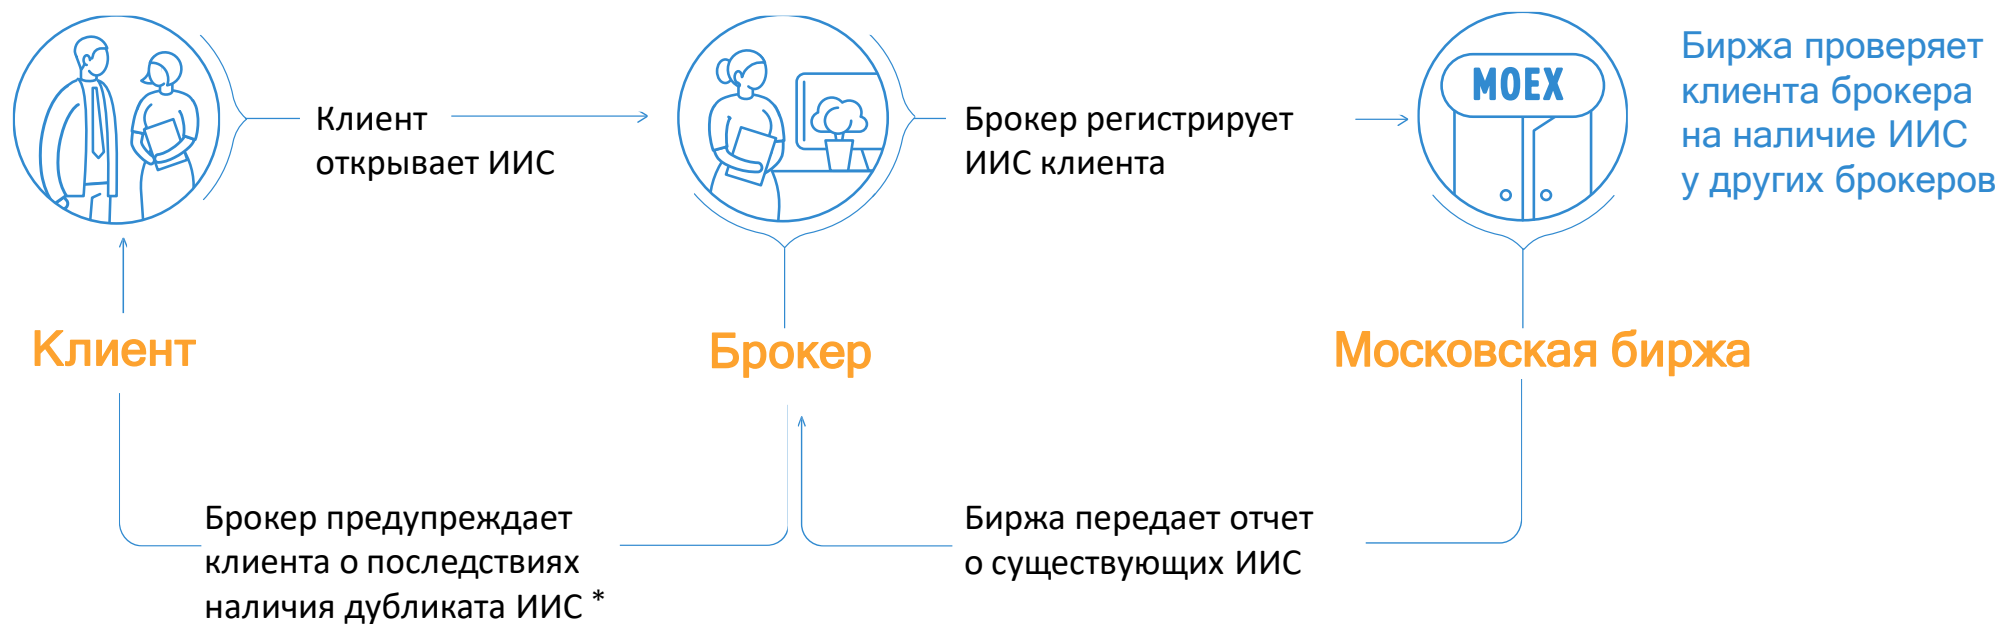 Клиент
открывает ИИС
Брокер регистрирует
ИИС клиента
MOEX
Биржа проверяет
клиента брокера
на наличие ИИС
у других брокеров
Клиент
Брокер
Московская биржа
Брокер предупреждает
клиента о последствиях
наличия дубликата ИИС *
Биржа передает отчет
о существующих ИИС